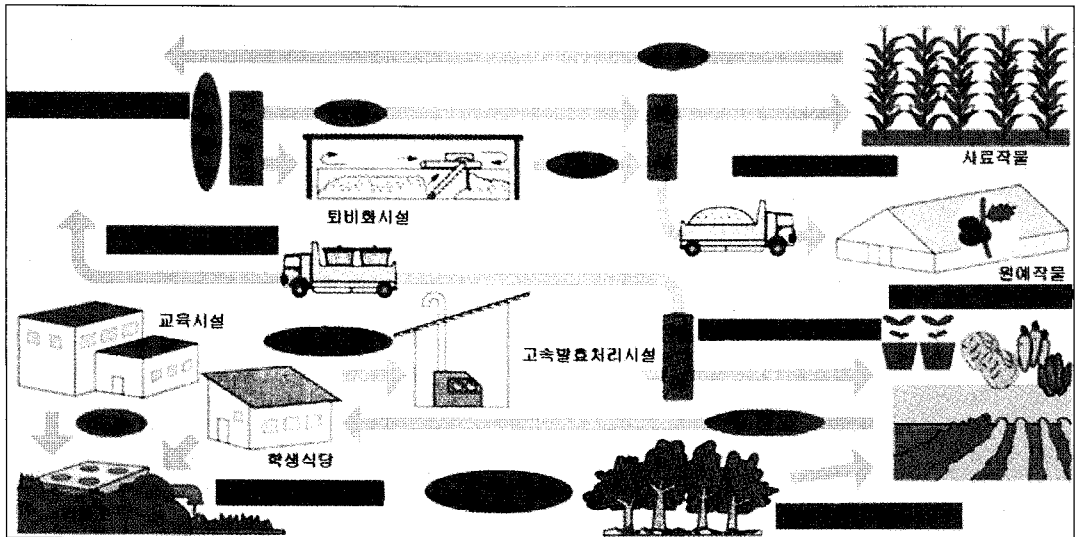 사료작물
퇴비화시설
원예작물
교육시설
고속발효처리시설
학생식당